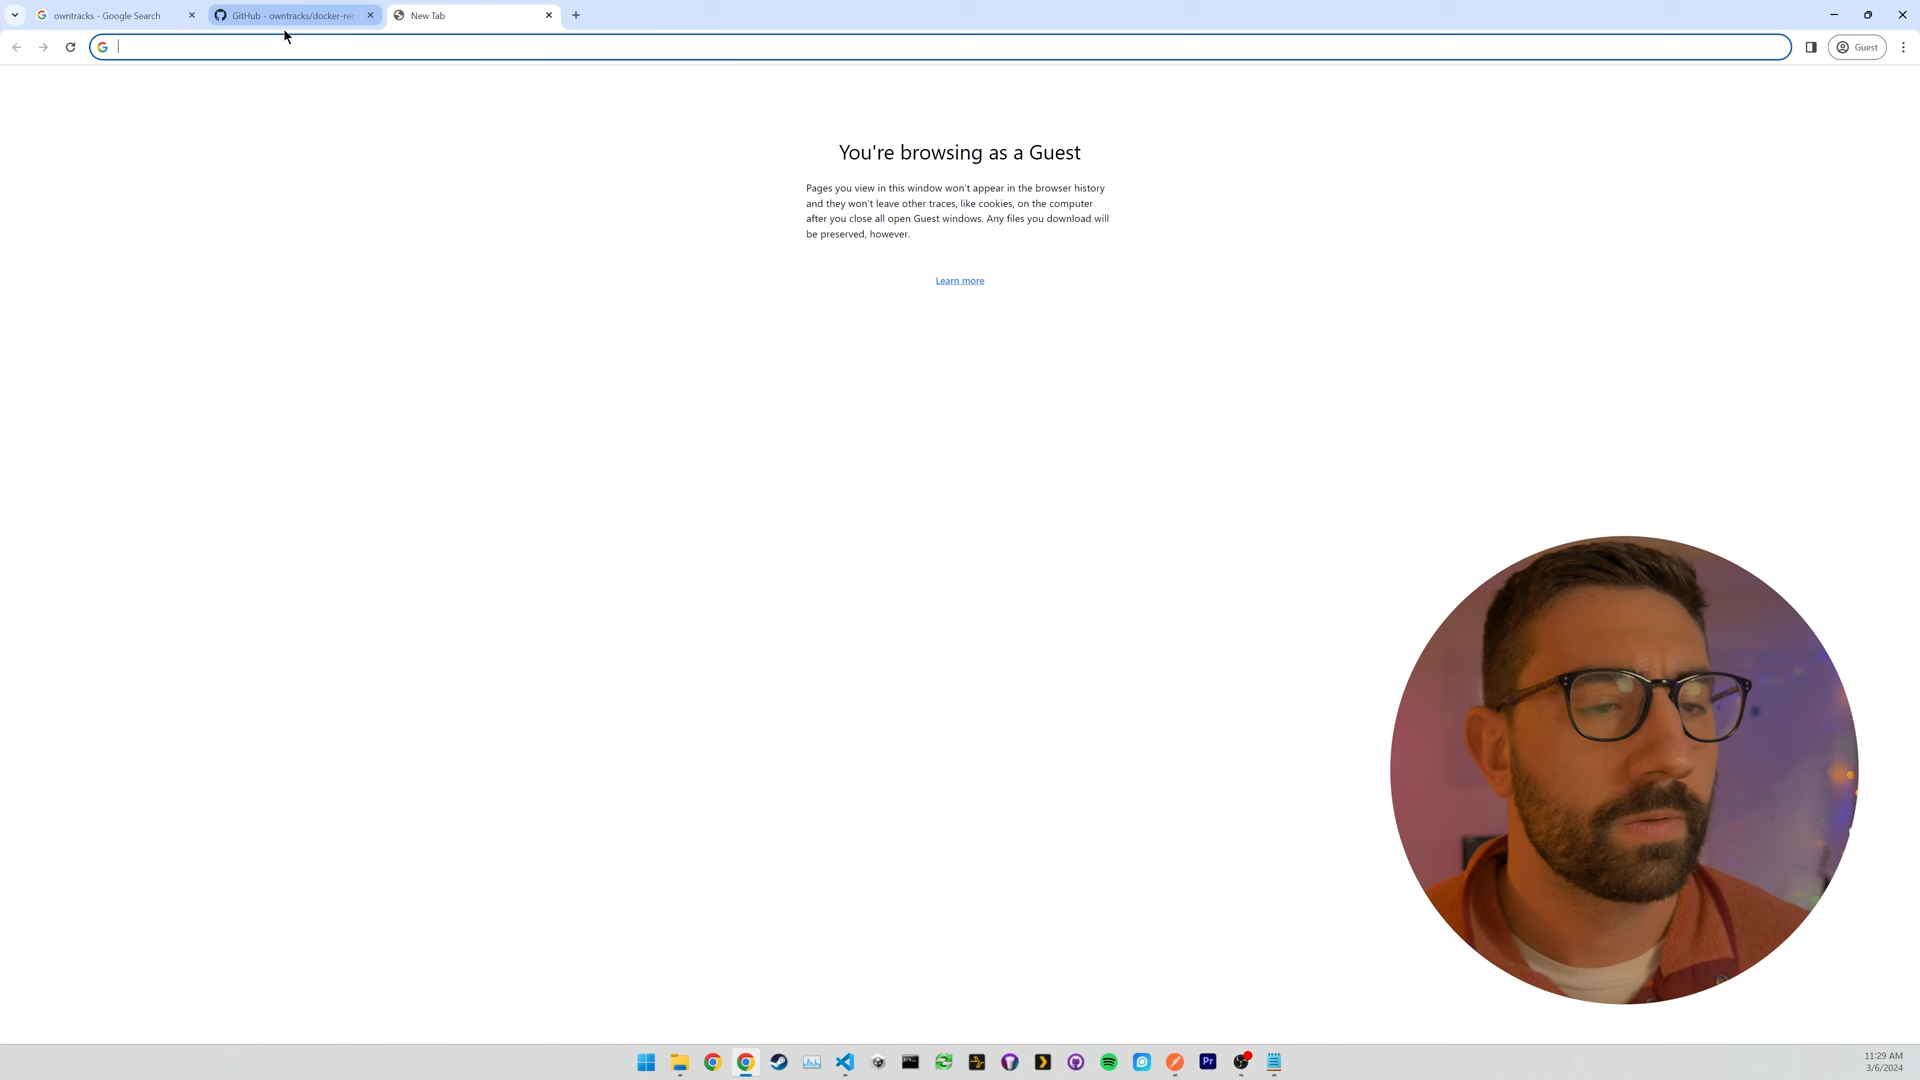 owntracks - Google Search
GitHub - owntracks/docker-rec
New Tab
Guest
You're browsing as a Guest
Pages you view in this window won't appear in the browser history
and they won't leave other traces, like cookies, on the computer
after you close all open Guest windows. Any files you download will
be preserved, however.
Learn more
Pr
11:29 AM
3/6/2024